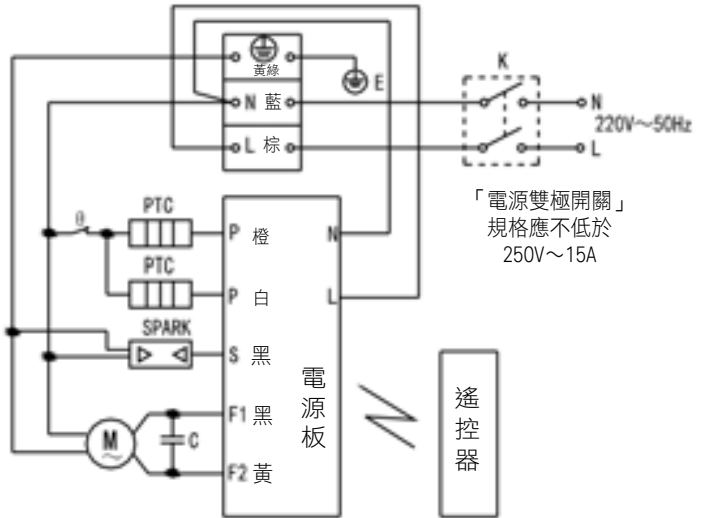 黃綠
E
K
N 藍
N
220V～50Hz
L 棕
L
「電源雙極開關」
規格應不低於
250V～15A
θ
PTC
P 橙
N
PTC
P 白
L
SPARK
S 黑
電源板
F1 黑
M
～
C
F2 黃
遙控器